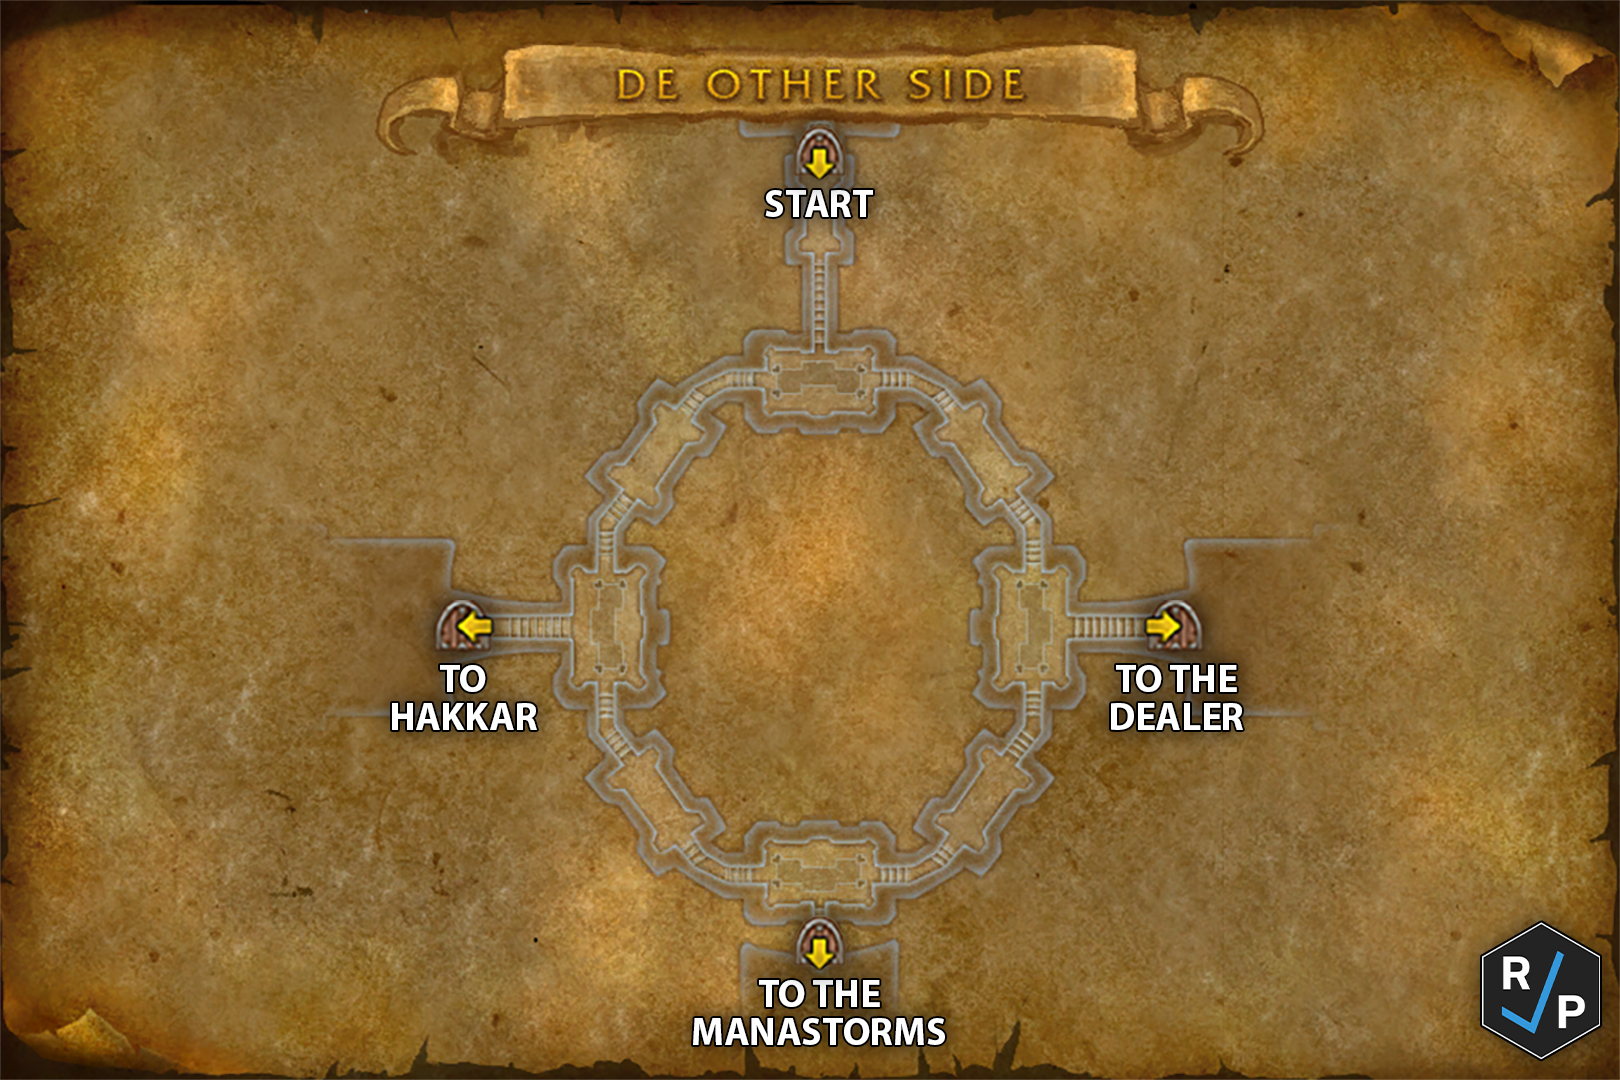 DE OTHER SIDE
START
TO
HAKKAR
TO THE
DEALER
TO THE
MANASTORMS
R
P